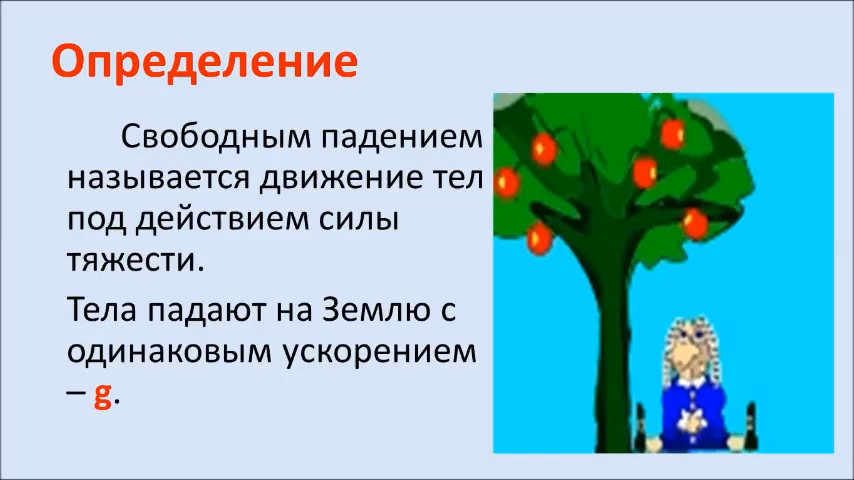 Определение
Свободным падением
называется движение тел
под действием силы
тяжести.
Тела падают на Землю с
одинаковым ускорением
– g.